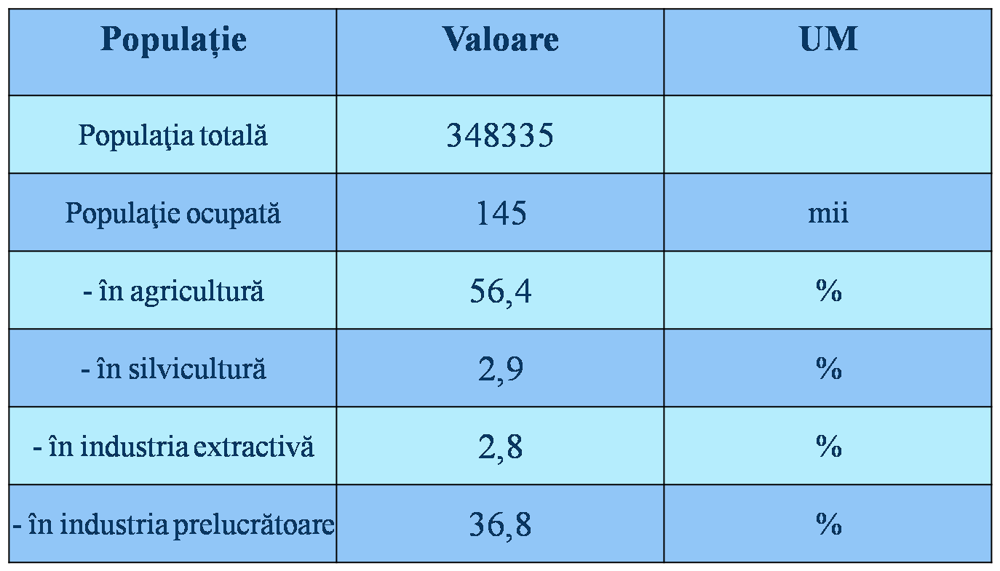 Populație Valoare UM
Populaţia totală 348335
Populaţie ocupată 145 mii
- în agricultură 56,4 %
- în silvicultură 2,9 %
- în industria extractivă 2,8 %
- în industria prelucrătoare 36,8 %